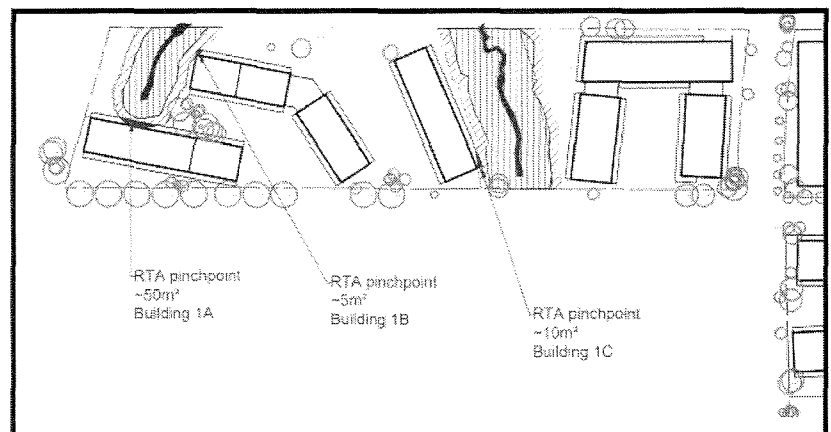 RTA pinchpoint
~50m²
Building 1A
RTA pinchpoint
~5m²
Building 1B
RTA pinchpoint
~10m²
Building 1C